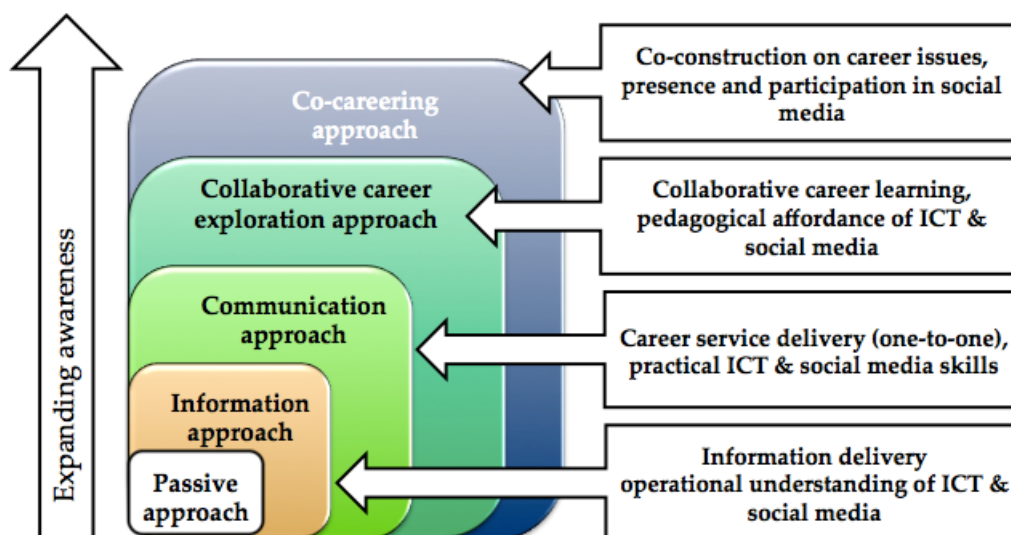 Co-construction on career issues,
presence and participation in social
media
Co-careering
approach
Collaborative career
exploration approach
Collaborative career learning,
pedagogical affordance of ICT &
social media
Communication
approach
Career service delivery (one-to-one),
practical ICT & social media skills
Information
approach
Information delivery
operational understanding of ICT &
social media
Passive
approach
Expanding awareness